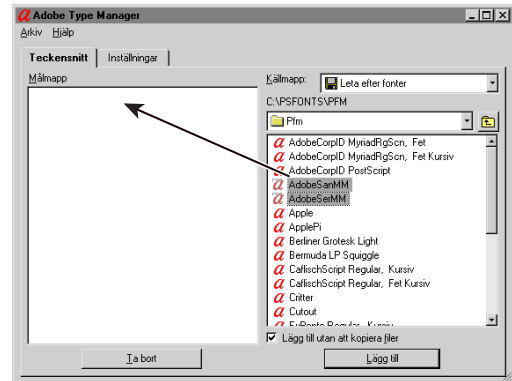 Adobe Type Manager
Arkiv Hjälp
Teckensnitt Inställningar
Målmapp
Källmapp: Leta efter fonter
C:\PSFONTS\PFM
Pfm
AdobeCorpID MyriadRgScn, Fet
AdobeCorpID MyriadRgScn, Fet Kursiv
AdobeCorpID PostScript
AdobeSanMM
AdobeSerMM
Apple
ApplePi
Berliner Grotesk Light
Bermuda LP Squiggle
CaflischScript Regular, Kursiv
CaflischScript Regular, Fet Kursiv
Critter
Cutout
Lägg till utan att kopiera filer
Ta bort
Lägg till